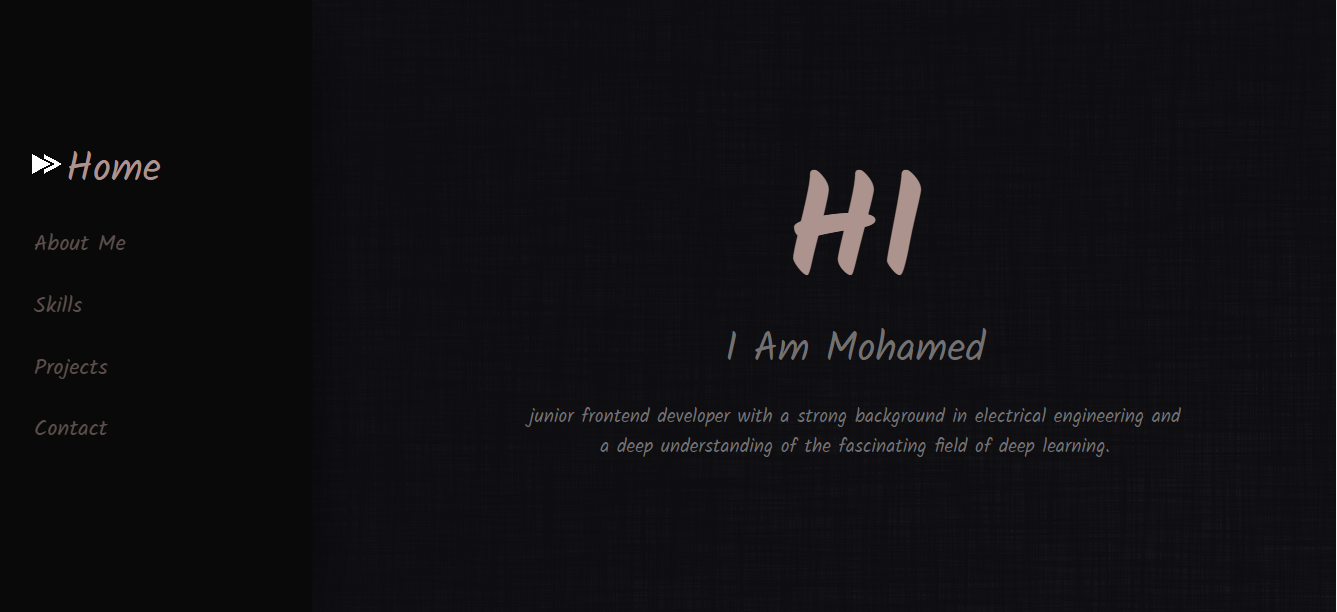 Home
About Me
Skills
Projects
Contact
HI
I Am Mohamed
junior frontend developer with a strong background in electrical engineering and
a deep understanding of the fascinating field of deep learning.